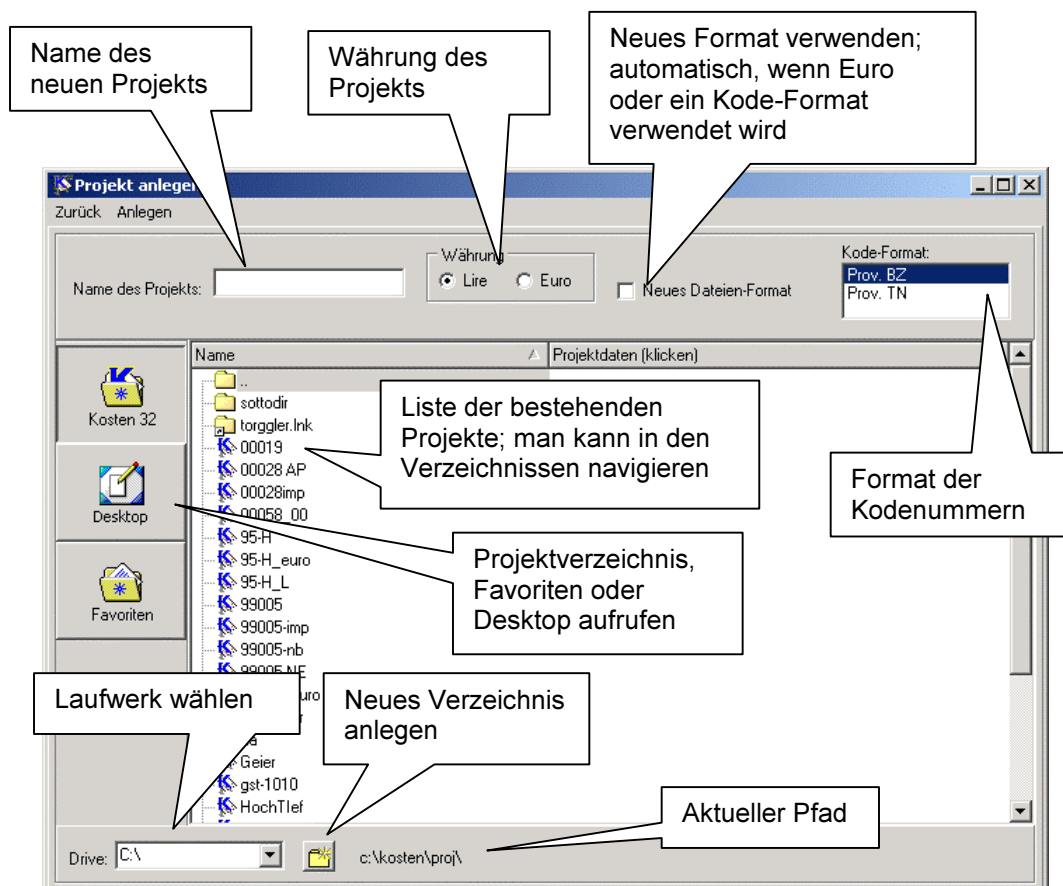 Name des
neuen Projekts
Währung des
Projekts
Neues Format verwenden;
automatisch, wenn Euro
oder ein Kode-Format
verwendet wird
Projekt anlege
Zurück Anlegen
Name des Projekts:
Währung
Lire
Euro
Neues Dateien-Format
Kode-Format:
Prov. BZ
Prov. TN
Kosten 32
Desktop
Favoriten
Name
Projektdaten (klicken)
..
sottodir
torggler.lnk
00019
00028 AP
00028imp
00058_00
95-H
95-H_euro
95-H_L
99005
99005-imp
99005-nb
99005-NE
uro
Geier
gst-1010
HochTIef
Liste der bestehenden
Projekte; man kann in den
Verzeichnissen navigieren
Format der
Kodenummern
Projektverzeichnis,
Favoriten oder
Desktop aufrufen
Laufwerk wählen
Neues Verzeichnis
anlegen
Aktueller Pfad
Drive: C:\
c:\kosten\proj\